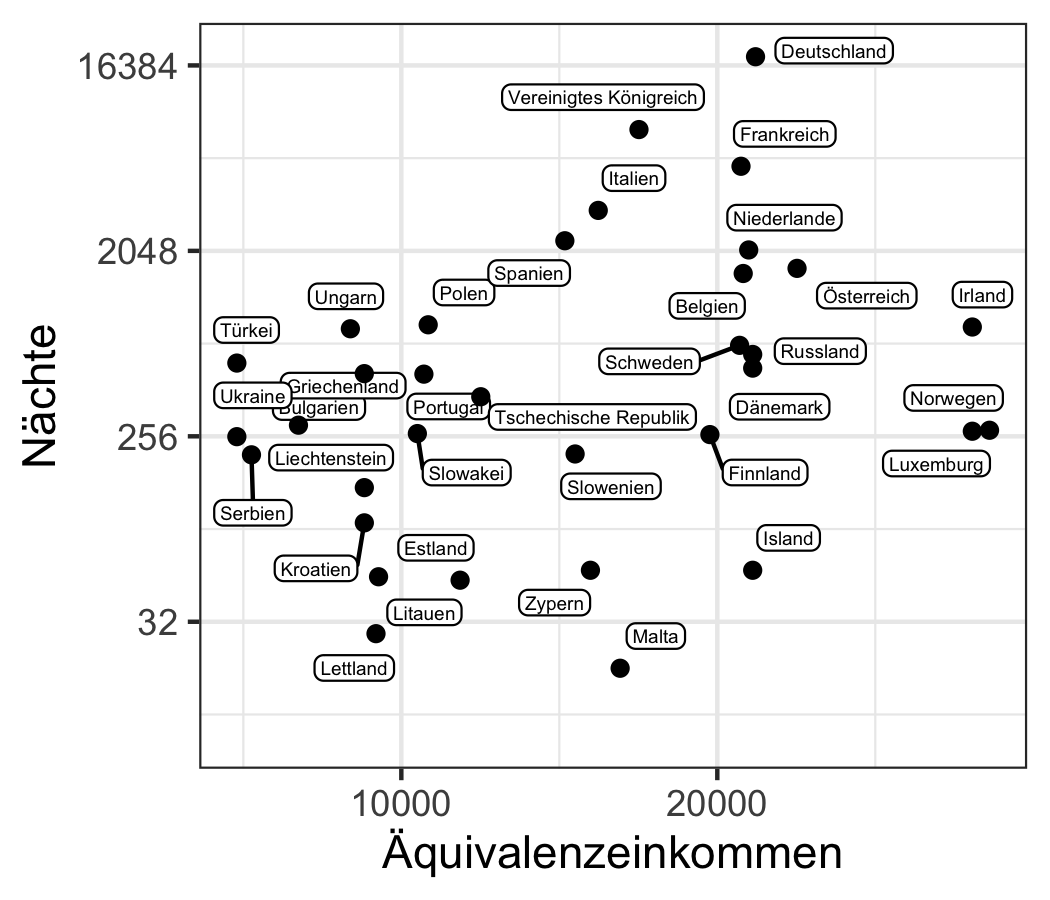 16384
Deutschland
Vereinigtes Königreich
Frankreich
Italien
Niederlande
2048
Spanien
Polen
Ungarn
Belgien
Österreich
Irland
Türkei
Schweden
Russland
Griechenland
Ukraine
Bulgarien
Portugal
Tschechische Republik
Dänemark
Norwegen
256
Liechtenstein
Slowakei
Slowenien
Finnland
Luxemburg
Serbien
Island
Estland
Kroatien
Zypern
Litauen
32
Malta
Lettland
Nächte
10000
20000
Äquivalenzeinkommen